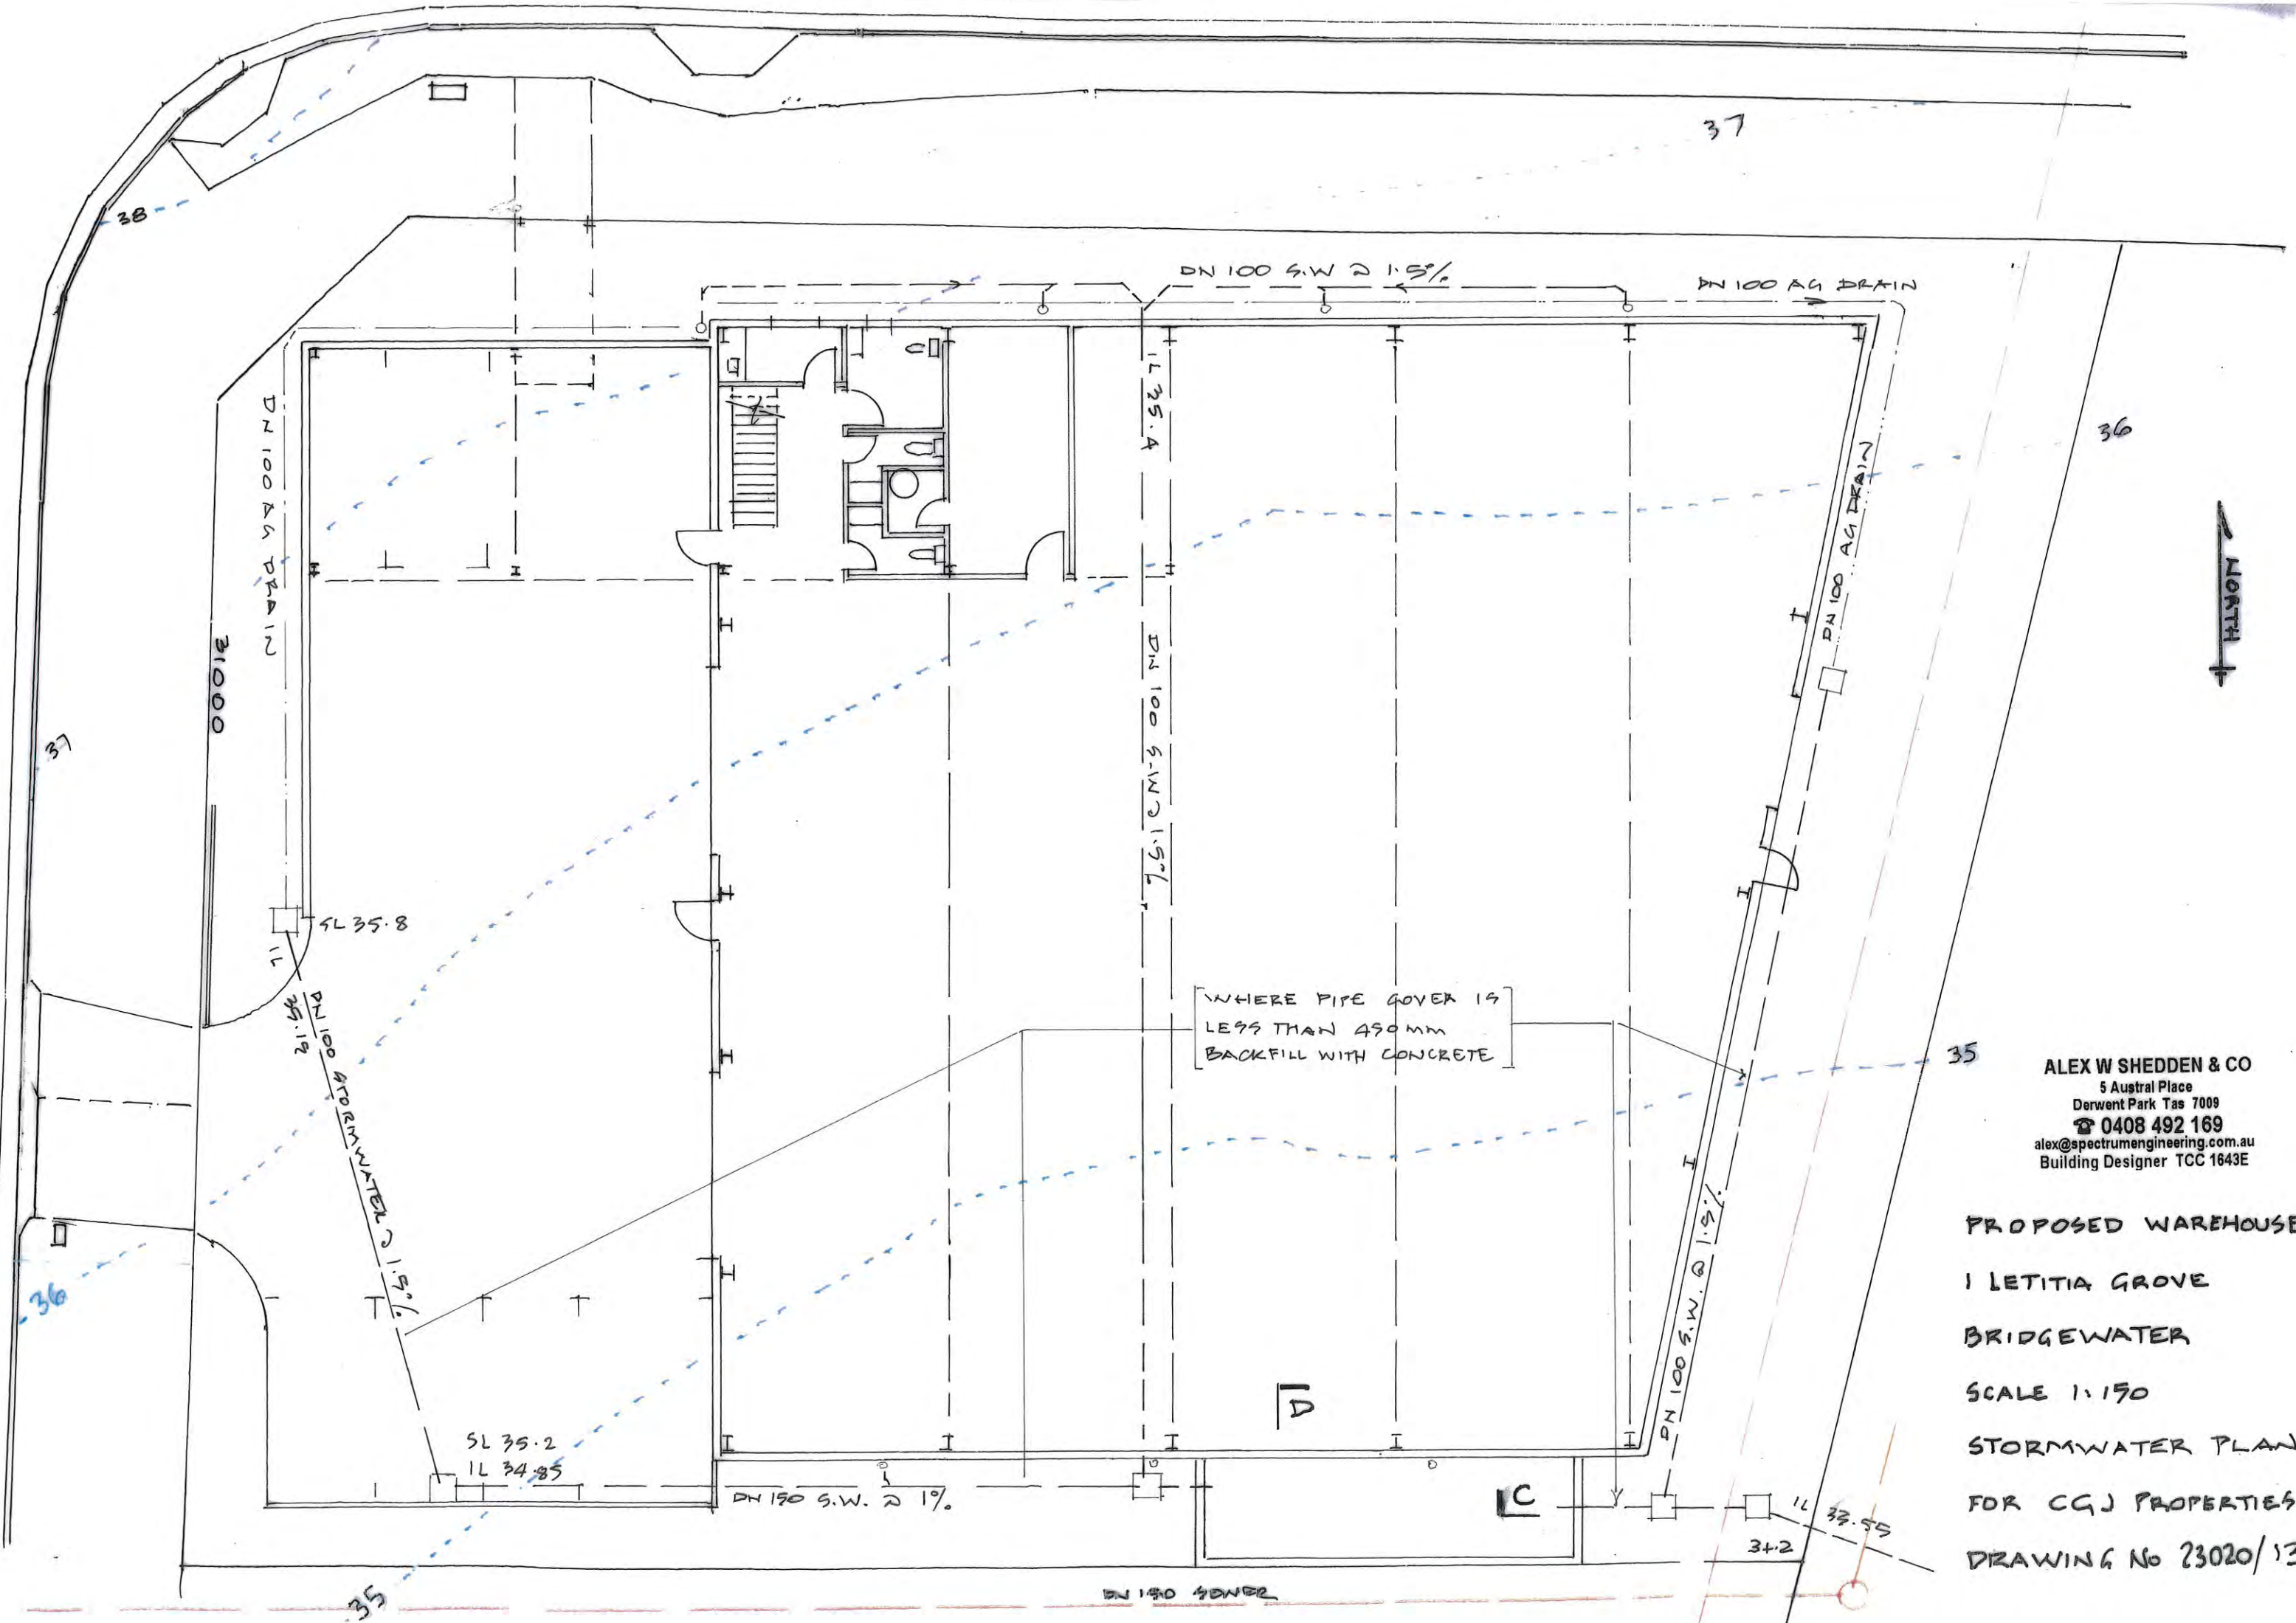 37
38
DN 100 S.W @ 1.5%
DN 100 AG DRAIN
IL 35.4
DN 100 AG DRAIN
36
DN 100 AG DRAIN
NORTH
31000
DN 100 S.W @ 1.5%
37
SL 35.8
IL 35.13
DN 100 STORMWATER @ 1.5%
WHERE PIPE COVER IS
LESS THAN 450mm
BACKFILL WITH CONCRETE
35
ALEX W SHEDDEN & CO
5 Austral Place
Derwent Park Tas 7009
☎ 0408 492 169
alex@spectrumengineering.com.au
Building Designer TCC 1643E
PROPOSED WAREHOUSE
1 LETITIA GROVE
BRIDGEWATER
SCALE 1:150
STORMWATER PLAN
FOR CGJ PROPERTIES
DRAWING No 23020/13
36
DN 100 S.W. @ 1.5%
D
SL 35.2
IL 34.85
DN 150 S.W. @ 1%
C
IL 33.55
34.2
DN 150 SEWER
35